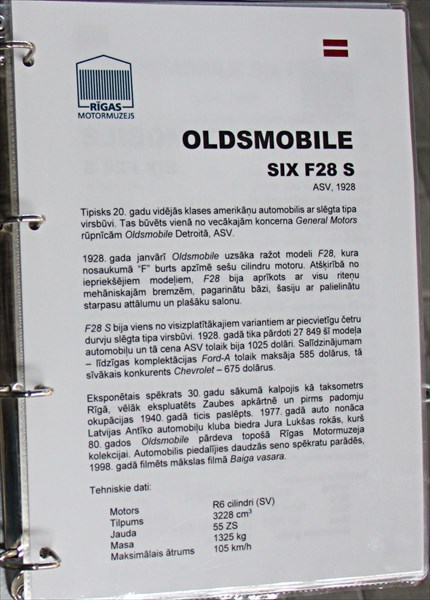 RĪGAS
MOTORMUZEJS
OLDSMOBILE
SIX F28 S
ASV, 1928
Tipisks 20. gadu vidējās klases amerikāņu automobilis ar slēgta tipa
virsbūvi. Tas būvēts vienā no vecākajām koncerna General Motors
rūpnīcām Oldsmobile Detroitā, ASV.
1928. gada janvārī Oldsmobile uzsāka ražot modeli F28, kura
nosaukumā "F" burts apzīmē sešu cilindru motoru. Atšķirībā no
iepriekšējiem modeļiem, F28 bija aprīkots ar visu riteņu
mehāniskajām bremzēm, pagarinātu bāzi, šasiju ar palielinātu
starpasu attālumu un plašāku salonu.
F28 S bija viens no visizplatītākajiem variantiem ar piecvietīgu četru
durvju slēgta tipa virsbūvi. 1928. gadā tika pārdoti 27 849 šī modeļa
automobiļu un tā cena ASV tolaik bija 1025 dolāri. Salīdzinājumam
– līdzīgas komplektācijas Ford-A tolaik maksāja 585 dolārus, tā
sīvākais konkurents Chevrolet – 675 dolārus.
Eksponētais spēkrats 30. gadu sākumā kalpojis kā taksometrs
Rīgā, vēlāk ekspluatēts Zaubes apkārtnē un pirms padomju
okupācijas 1940. gadā ticis paslēpts. 1977. gadā auto nonāca
Latvijas Antīko automobiļu kluba biedra Jura Lukšas rokās, kurš
80. gados Oldsmobile pārdeva topošā Rīgas Motormuzeja
kolekcijai. Automobilis piedalījies daudzās seno spēkratu parādēs,
1998. gadā filmēts mākslas filmā Baiga vasara.
Tehniskie dati:
Motors R6 cilindri (SV)
Tilpums 3228 cm³
Jauda 55 ZS
Masa 1325 kg
Maksimālais ātrums 105 km/h